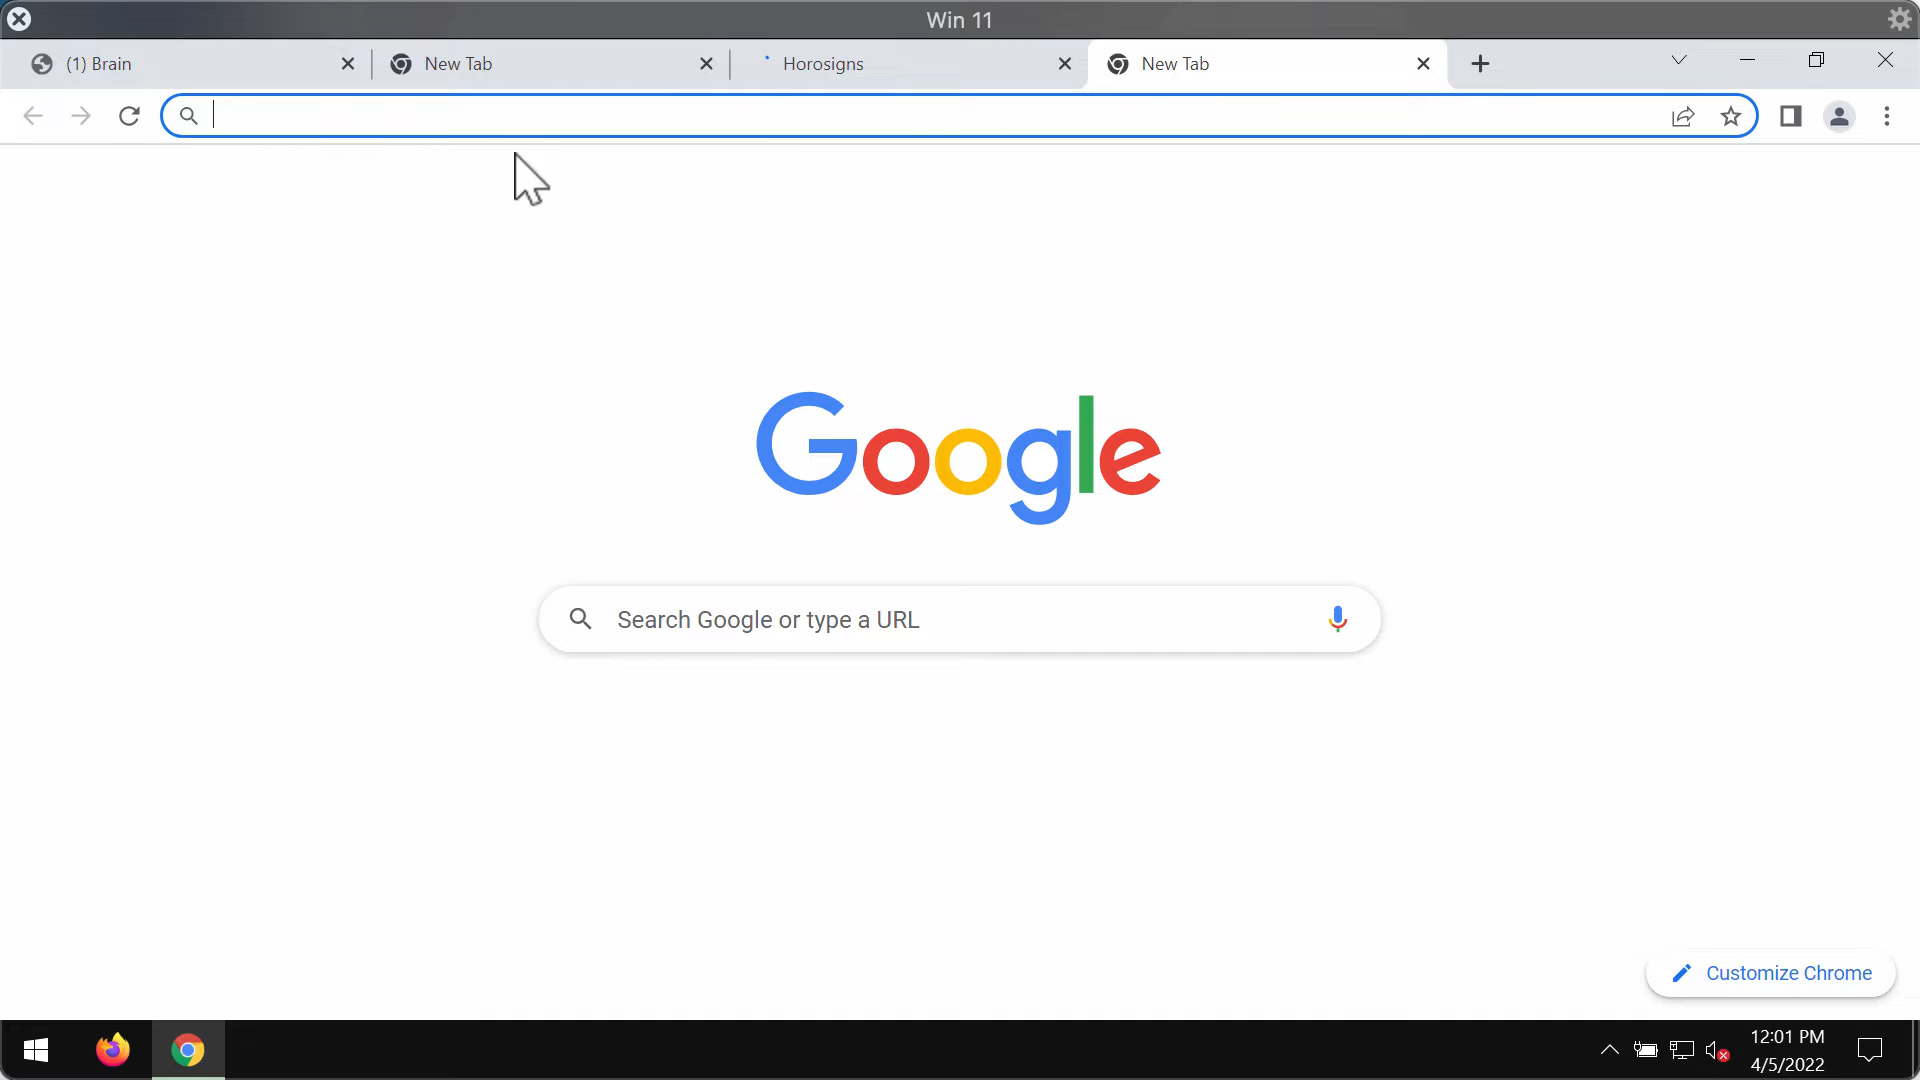 Win 11
(1) Brain
New Tab
Horosigns
New Tab
Google
Search Google or type a URL
Customize Chrome
12:01 PM
4/5/2022